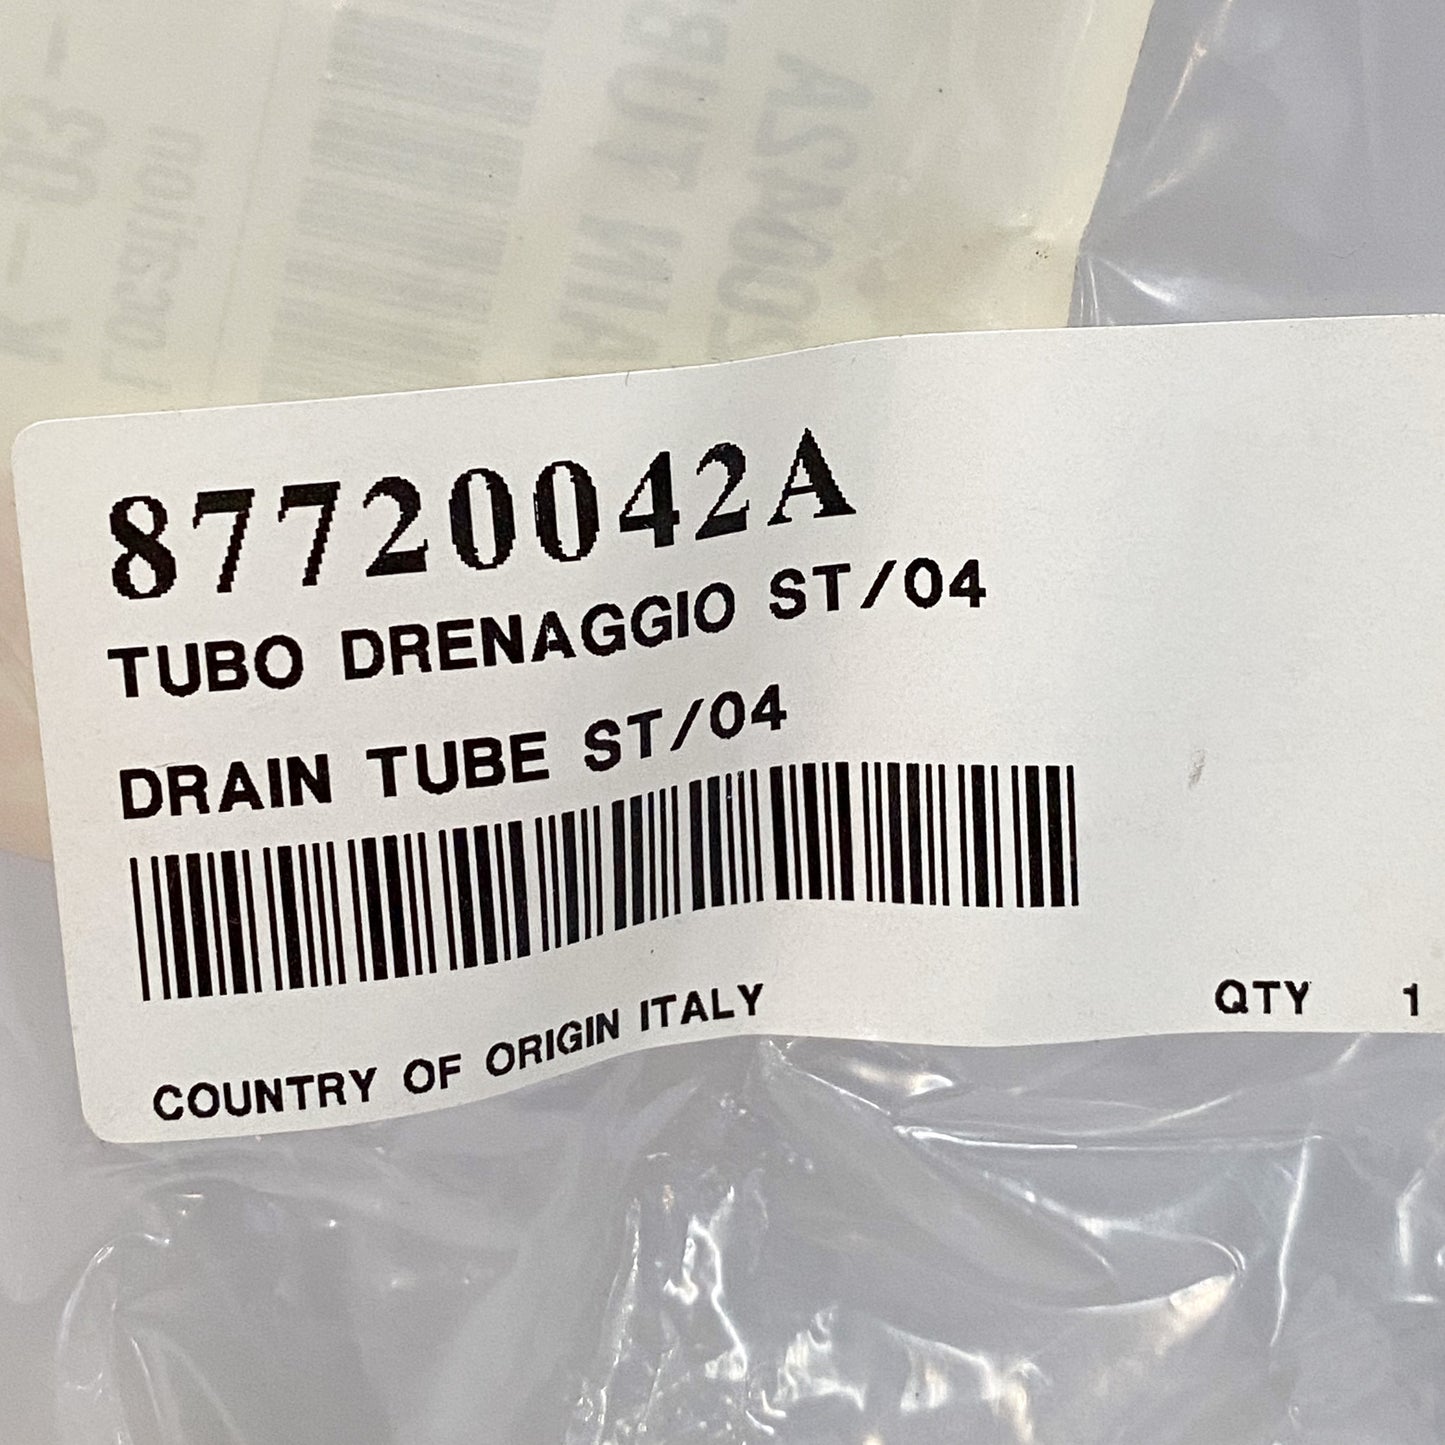 87720042A
TUBO DRENAGGIO ST/04
DRAIN TUBE ST/04
COUNTRY OF ORIGIN ITALY
QTY 1